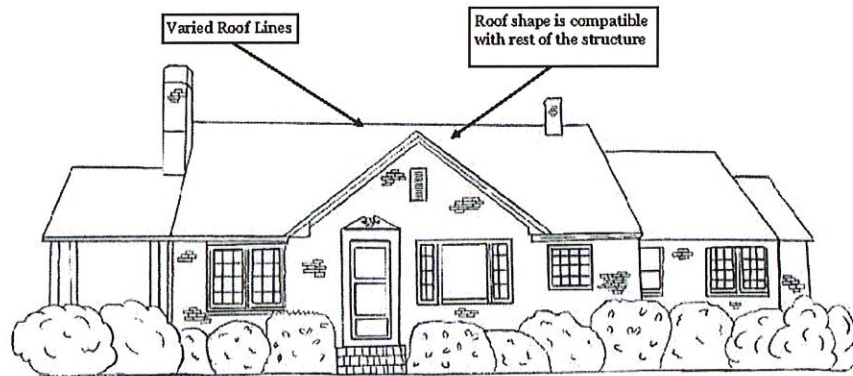 Varied Roof Lines
Roof shape is compatible
with rest of the structure